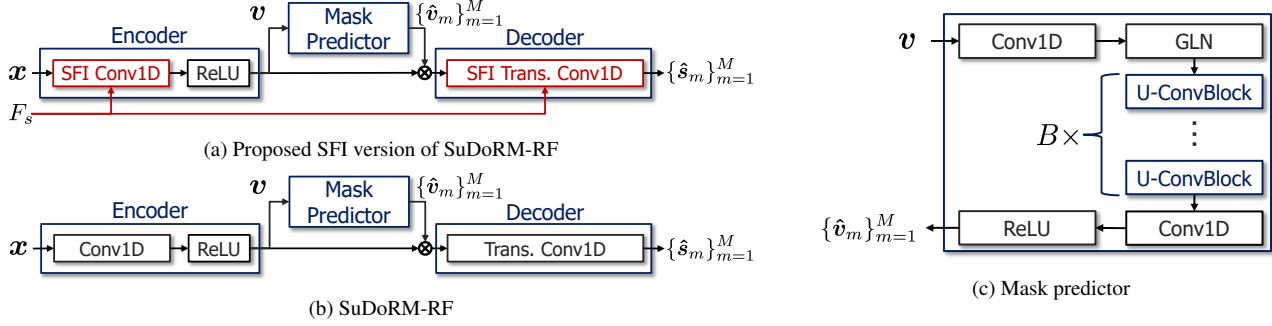 v
Mask
Predictor
{v̂_m}_{m=1}^M
Encoder
Decoder
x
SFI Conv1D
ReLU
⊗
SFI Trans. Conv1D
{ŝ_m}_{m=1}^M
F_s
(a) Proposed SFI version of SuDoRM-RF
v
Mask
Predictor
{v̂_m}_{m=1}^M
Encoder
Decoder
x
Conv1D
ReLU
⊗
Trans. Conv1D
{ŝ_m}_{m=1}^M
(b) SuDoRM-RF
v
Conv1D
GLN
U-ConvBlock
B×
⋮
U-ConvBlock
{v̂_m}_{m=1}^M
ReLU
Conv1D
(c) Mask predictor